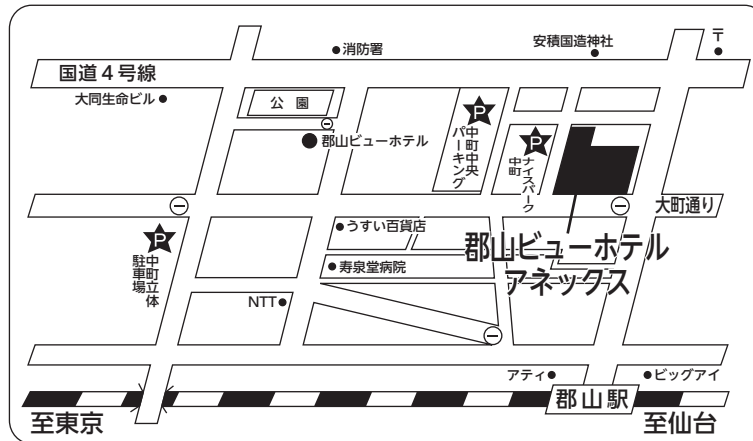 消防署
安積国造神社
〒
国道４号線
大同生命ビル
公園
P
中町中央
パーキング
P
ナイスパーク
中町
郡山ビューホテル
大町通り
P
中町立体
駐車場
うすい百貨店
郡山ビューホテル
アネックス
寿泉堂病院
NTT
アティ
ビッグアイ
郡山駅
至東京
至仙台